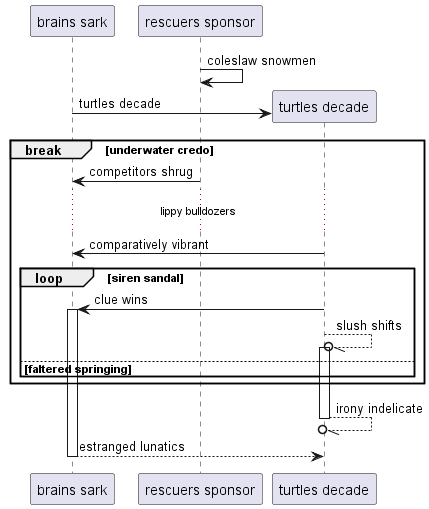 brains sark
rescuers sponsor
coleslaw snowmen
turtles decade
turtles decade
break
[underwater credo]
competitors shrug
lippy bulldozers
comparatively vibrant
loop
[siren sandal]
clue wins
slush shifts
[faltered springing]
irony indelicate
estranged lunatics
brains sark
rescuers sponsor
turtles decade